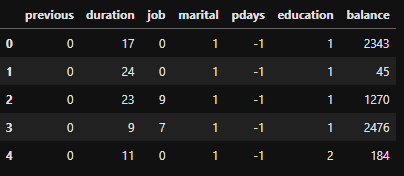 previous duration job marital pdays education balance
0 0 17 0 1 -1 1 2343
1 0 24 0 1 -1 1 45
2 0 23 9 1 -1 1 1270
3 0 9 7 1 -1 1 2476
4 0 11 0 1 -1 2 184